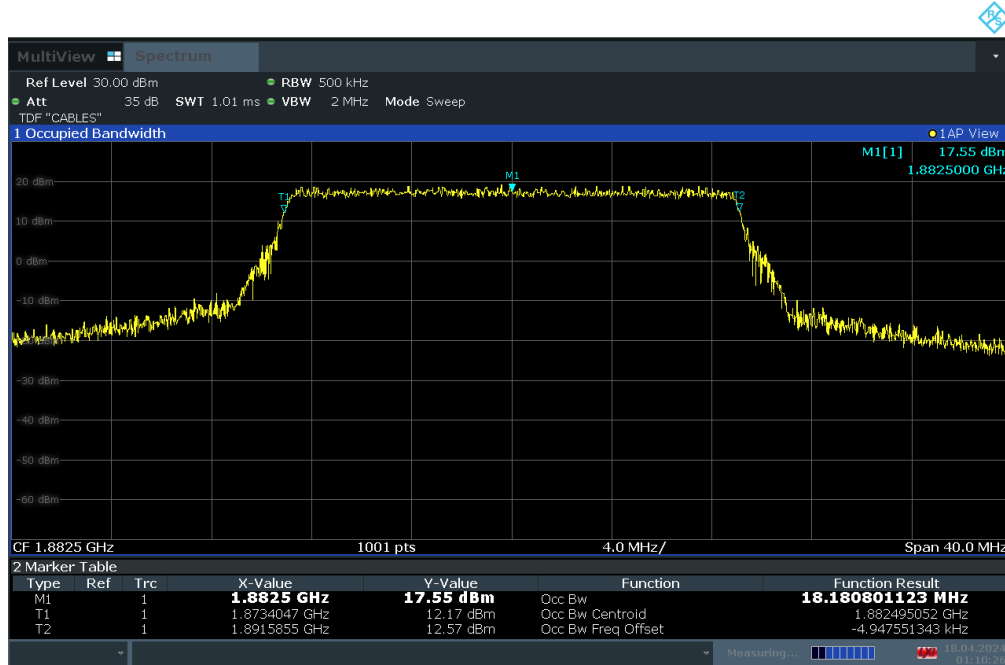 R&S
MultiView Spectrum
Ref Level 30.00 dBm RBW 500 kHz
Att 35 dB SWT 1.01 ms VBW 2 MHz Mode Sweep
TDF "CABLES"
1 Occupied Bandwidth 1AP View
M1[1] 17.55 dBm
1.8825000 GHz
M1
20 dBm
T1 T2
10 dBm
0 dBm
-10 dBm
-20 dBm
-30 dBm
-40 dBm
-50 dBm
-60 dBm
CF 1.8825 GHz 1001 pts 4.0 MHz/ Span 40.0 MHz
2 Marker Table
Type Ref Trc X-Value Y-Value Function Function Result
M1 1 1.8825 GHz 17.55 dBm Occ Bw 18.180801123 MHz
T1 1 1.8734047 GHz 12.17 dBm Occ Bw Centroid 1.882495052 GHz
T2 1 1.8915855 GHz 12.57 dBm Occ Bw Freq Offset -4.947551343 kHz
Measuring... 18.04.2024